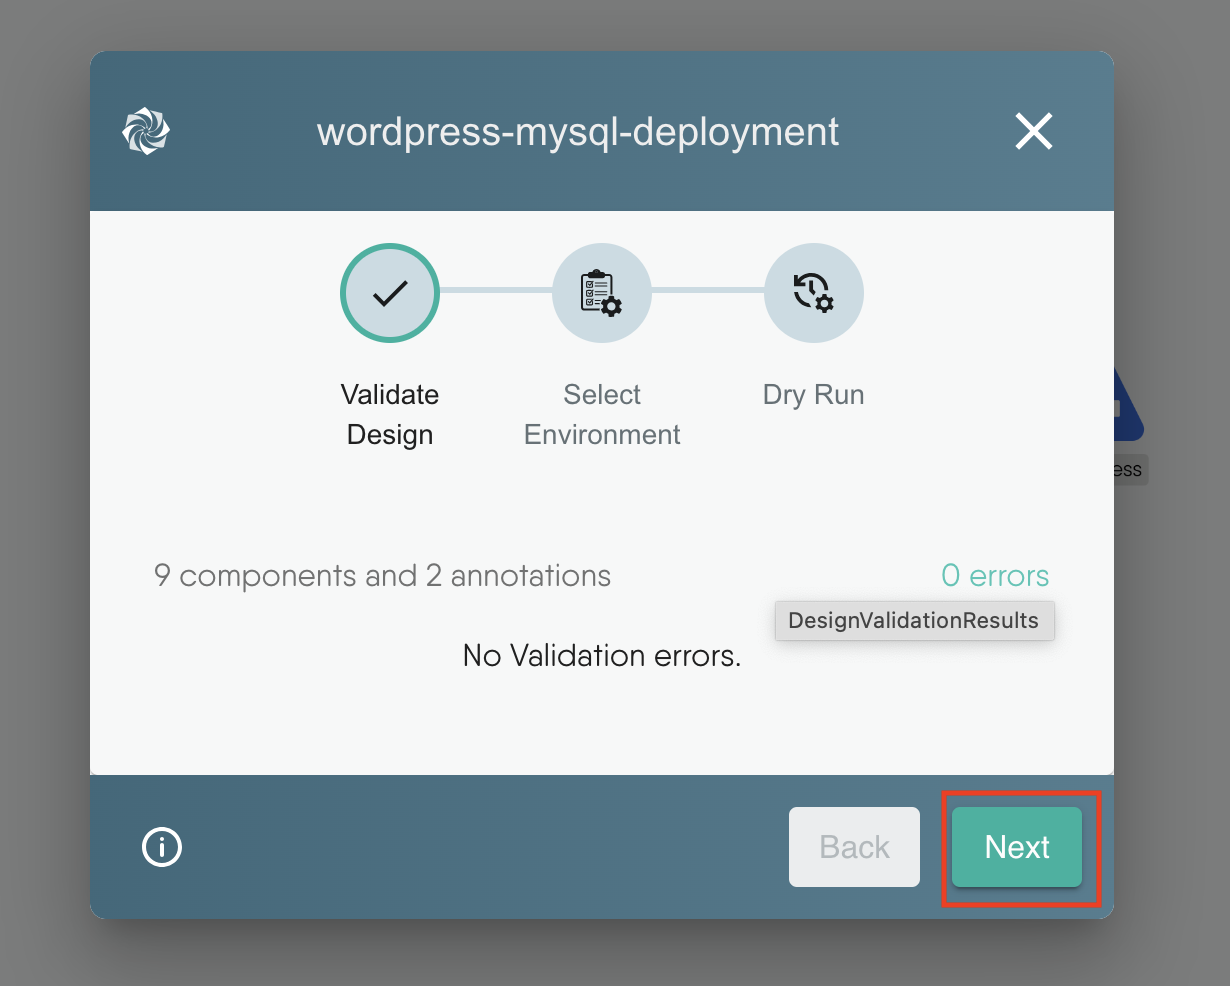 wordpress-mysql-deployment
Validate
Design
Select
Environment
Dry Run
ess
9 components and 2 annotations
0 errors
DesignValidationResults
No Validation errors.
Back
Next